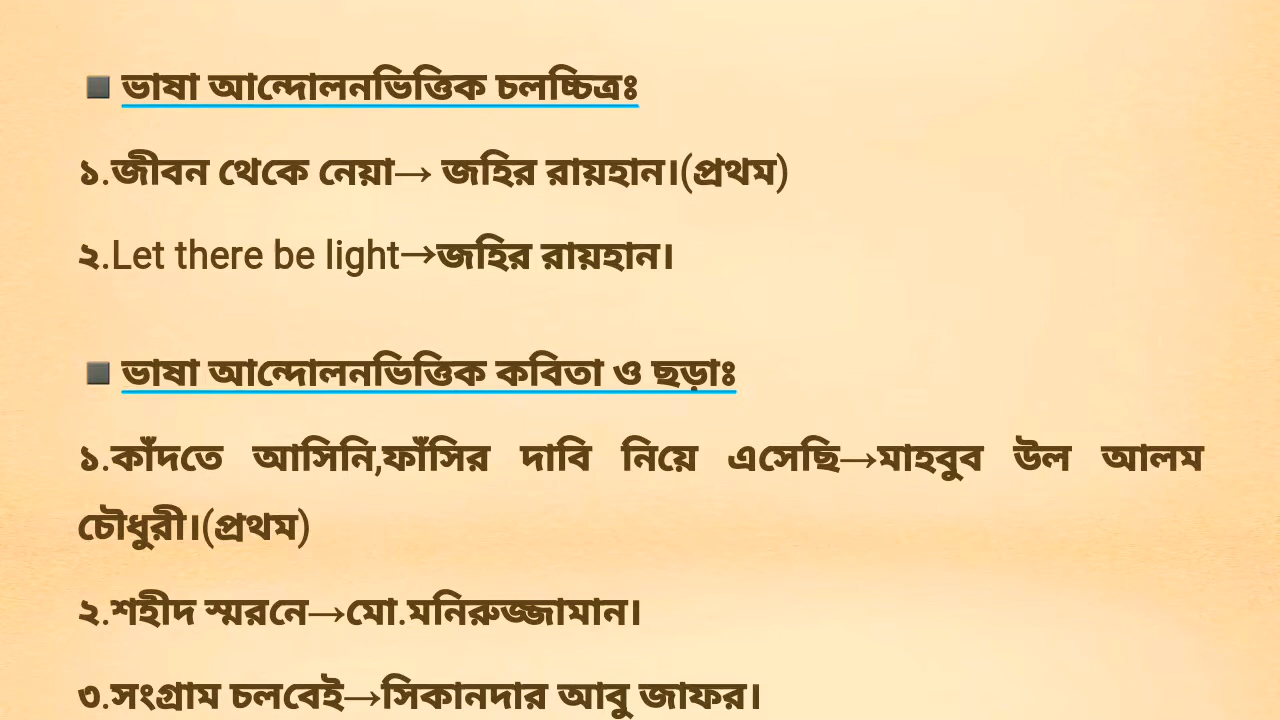 ভাষা আন্দোলনভিত্তিক চলচ্চিত্রঃ
১.জীবন থেকে নেয়া→ জহির রায়হান।(প্রথম)
২.Let there be light→জহির রায়হান।
ভাষা আন্দোলনভিত্তিক কবিতা ও ছড়াঃ
১.কাঁদতে আসিনি,ফাঁসির দাবি নিয়ে এসেছি→মাহবুব উল আলম
চৌধুরী।(প্রথম)
২.শহীদ স্মরনে→মো.মনিরুজ্জামান।
৩.সংগ্রাম চলবেই→সিকানদার আবু জাফর।